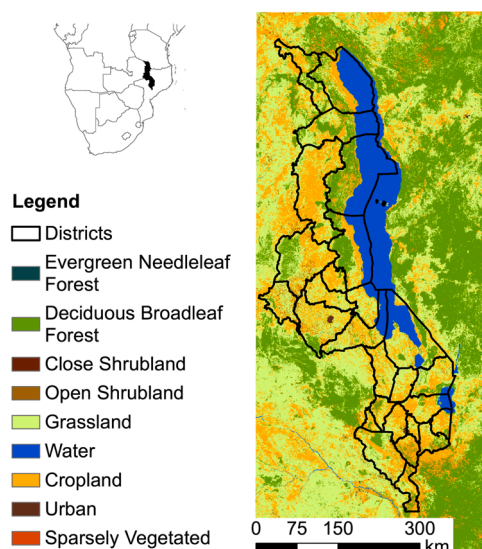 Legend
Districts
Evergreen Needleleaf
Forest
Deciduous Broadleaf
Forest
Close Shrubland
Open Shrubland
Grassland
Water
Cropland
Urban
Sparsely Vegetated
0 75 150 300
km